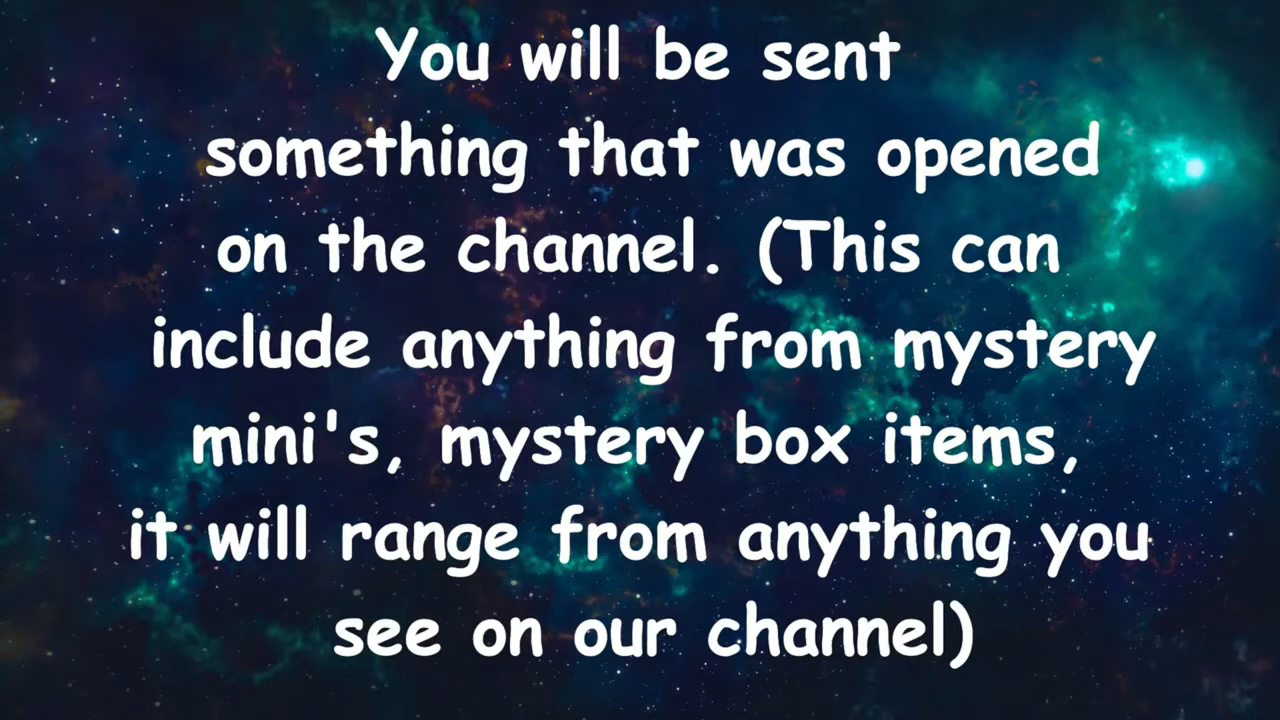 You will be sent
something that was opened
on the channel. (This can
include anything from mystery
mini's, mystery box items,
it will range from anything you
see on our channel)